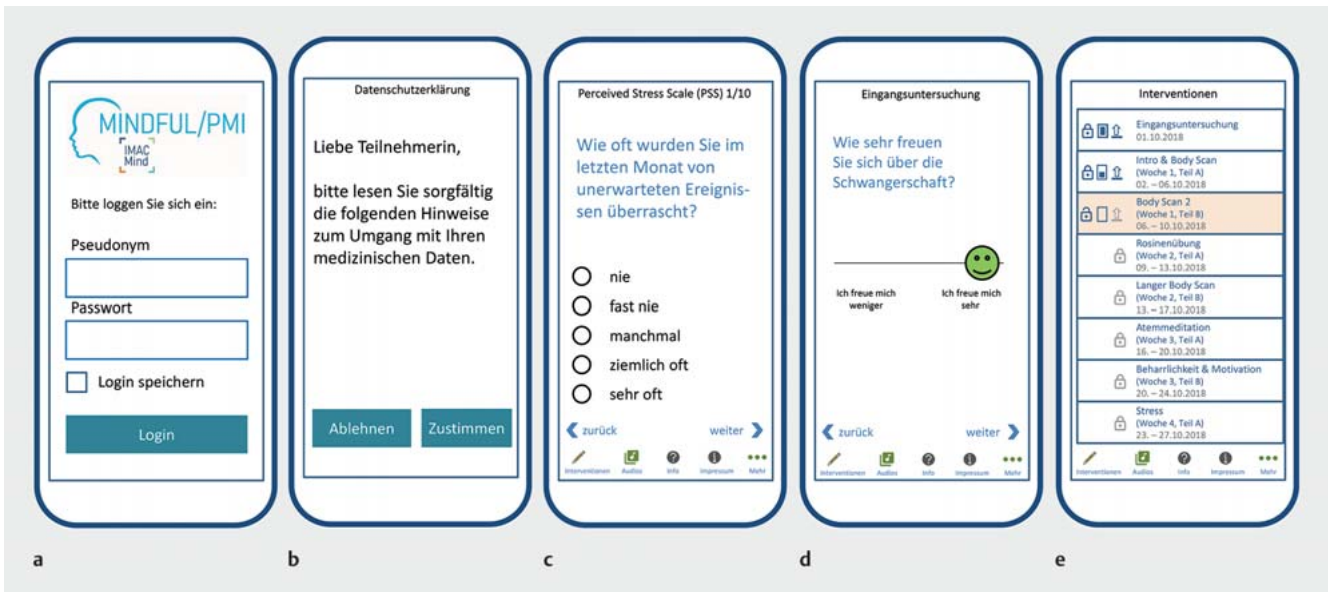 MINDFUL/PMI
IMAC
Mind
Bitte loggen Sie sich ein:
Pseudonym
Passwort
Login speichern
Login
a
Datenschutzerklärung
Liebe Teilnehmerin,
bitte lesen Sie sorgfältig
die folgenden Hinweise
zum Umgang mit Ihren
medizinischen Daten.
Ablehnen Zustimmen
b
Perceived Stress Scale (PSS) 1/10
Wie oft wurden Sie im
letzten Monat von
unerwarteten Ereignis-
sen überrascht?
nie
fast nie
manchmal
ziemlich oft
sehr oft
zurück weiter
Interventionen Audios Info Impressum Mehr
c
Eingangsuntersuchung
Wie sehr freuen
Sie sich über die
Schwangerschaft?
Ich freue mich
weniger
Ich freue mich
sehr
zurück weiter
Interventionen Audios Info Impressum Mehr
d
Interventionen
Eingangsuntersuchung
01.10.2018
Intro & Body Scan
(Woche 1, Teil A)
02. – 06.10.2018
Body Scan 2
(Woche 1, Teil B)
06. – 10.10.2018
Rosinenübung
(Woche 2, Teil A)
09. – 13.10.2018
Langer Body Scan
(Woche 2, Teil B)
13. – 17.10.2018
Atemmeditation
(Woche 3, Teil A)
16. – 20.10.2018
Beharrlichkeit & Motivation
(Woche 3, Teil B)
20. – 24.10.2018
Stress
(Woche 4, Teil A)
23. – 27.10.2018
Interventionen Audios Info Impressum Mehr
e